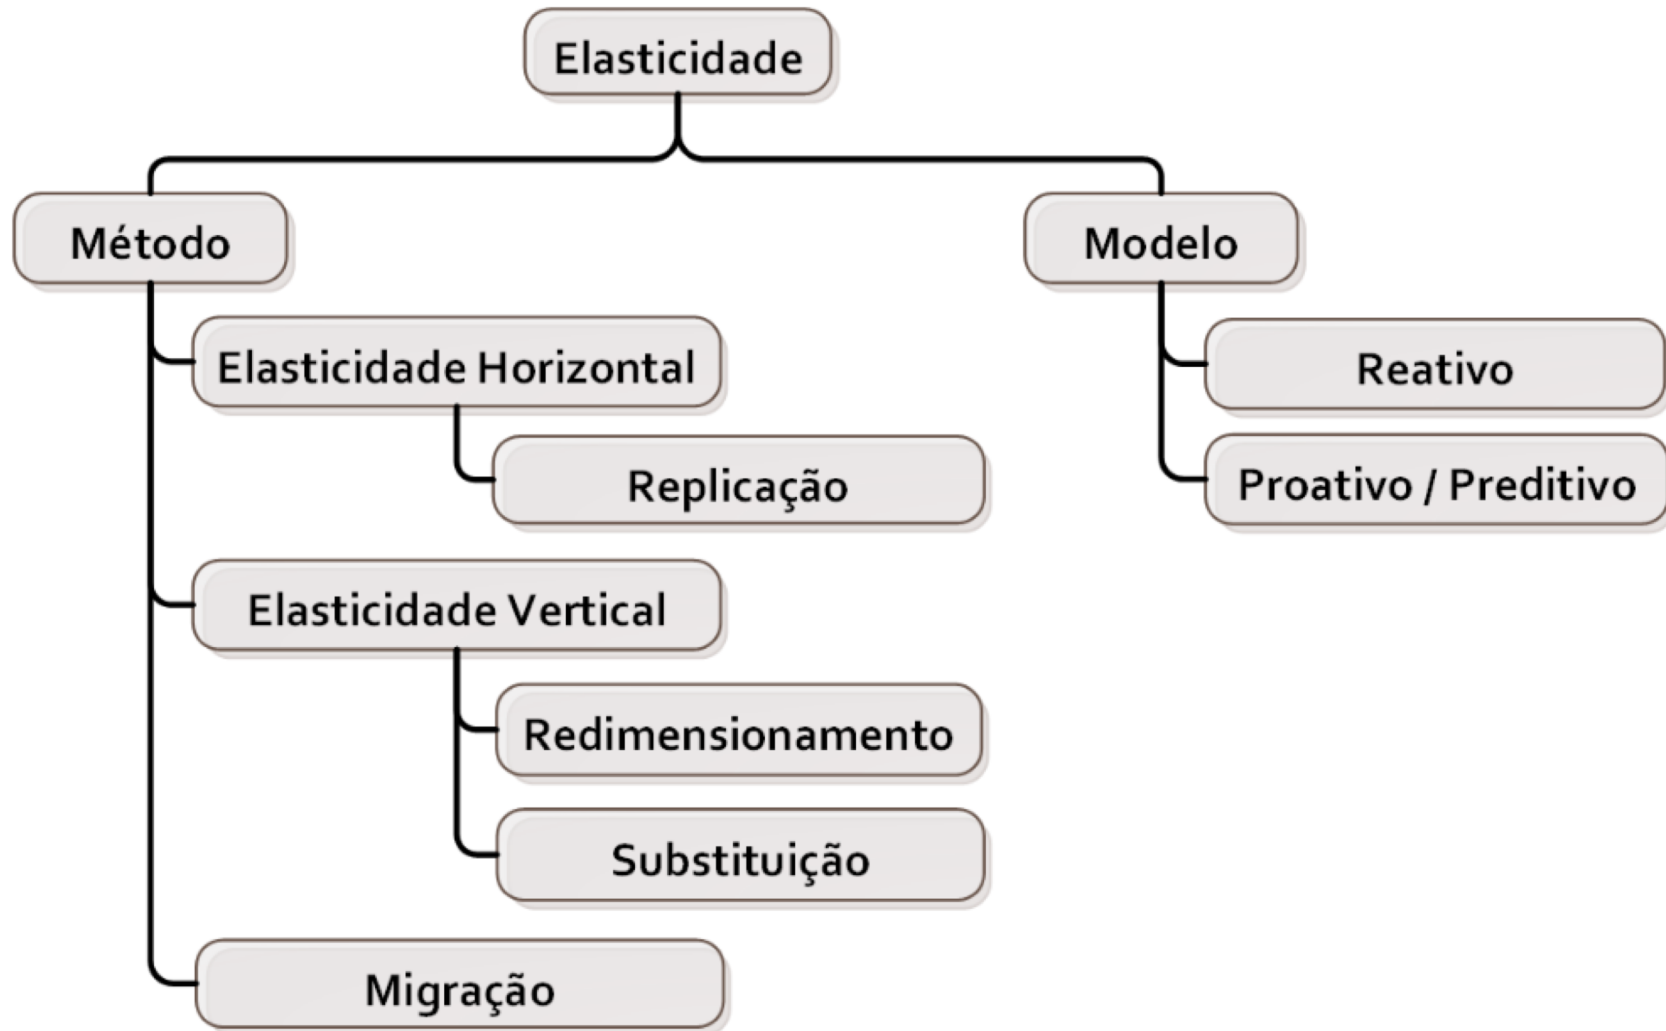 Elasticidade
Método
Modelo
Elasticidade Horizontal
Reativo
Replicação
Proativo / Preditivo
Elasticidade Vertical
Redimensionamento
Substituição
Migração